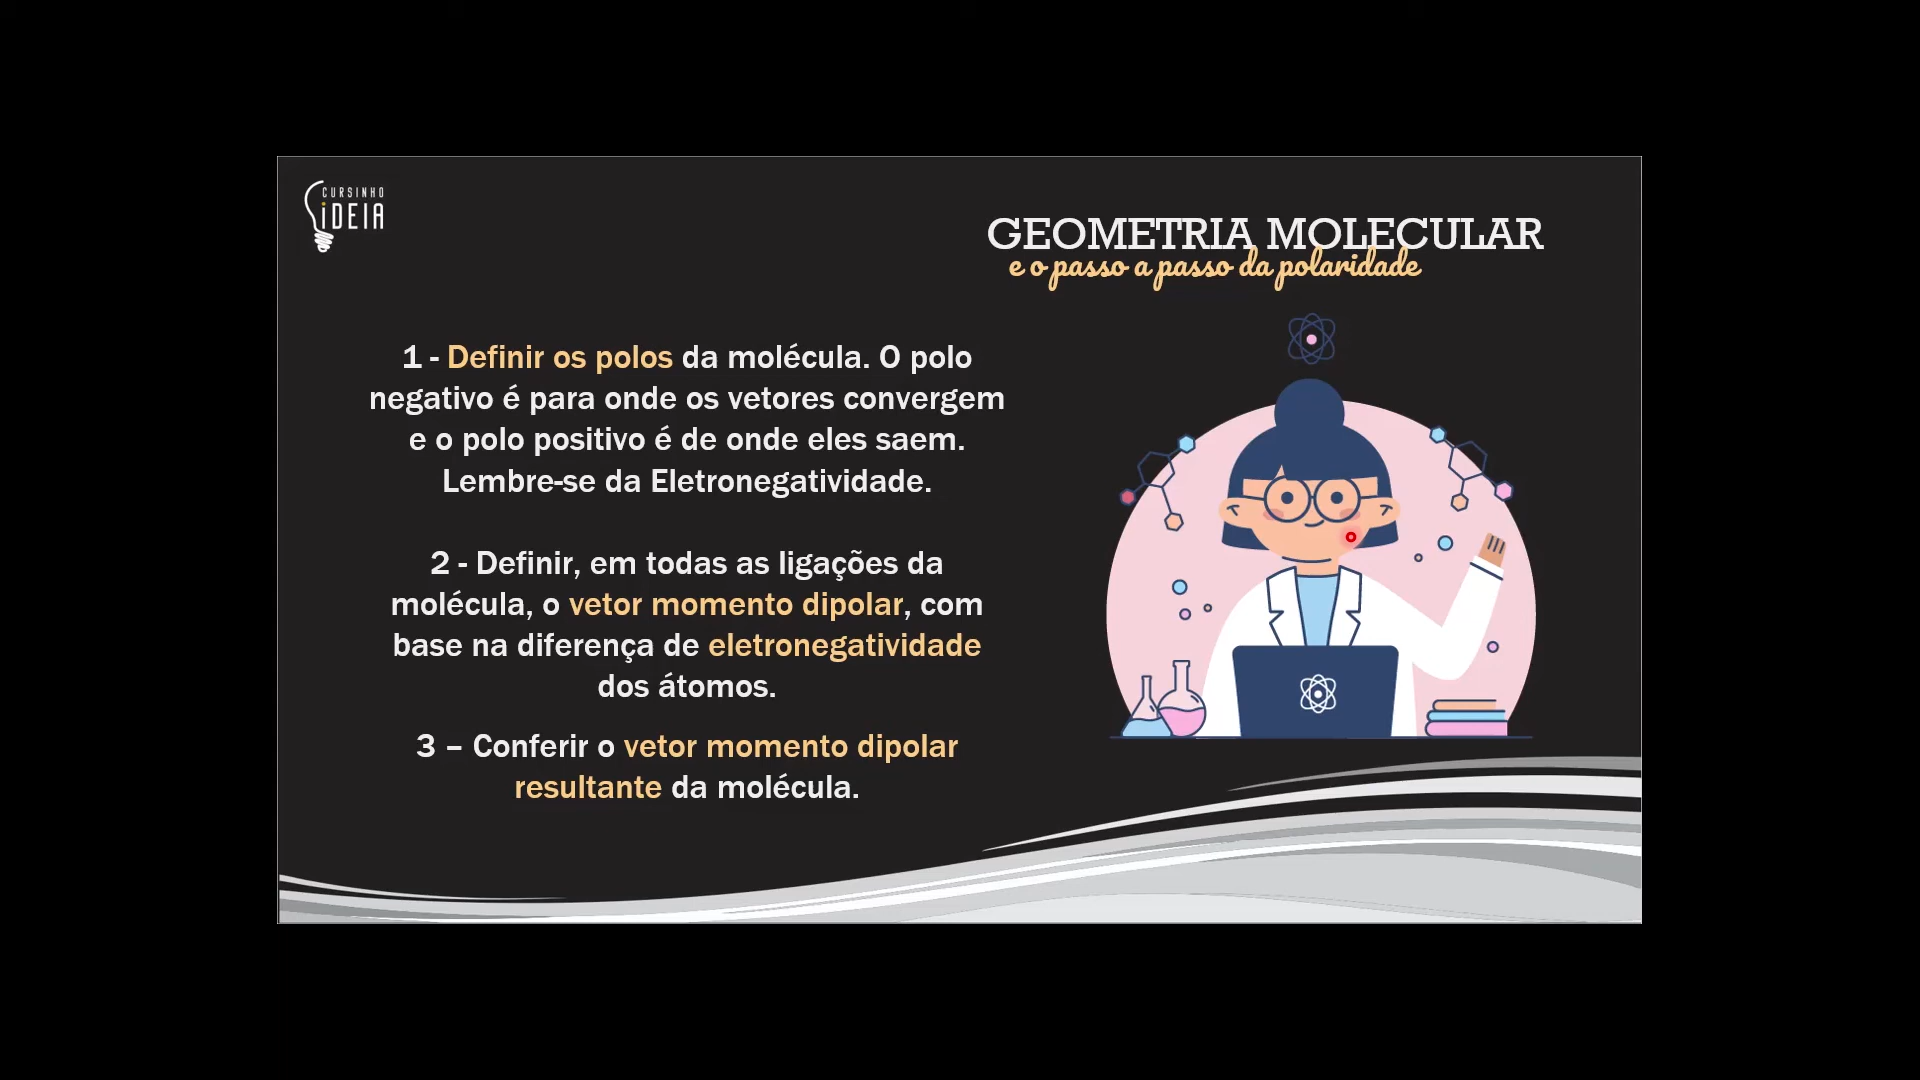 CURSINHO
iDEIA
GEOMETRIA MOLECULAR
e o passo a passo da polaridade
1 - Definir os polos da molécula. O polo
negativo é para onde os vetores convergem
e o polo positivo é de onde eles saem.
Lembre-se da Eletronegatividade.
2 - Definir, em todas as ligações da
molécula, o vetor momento dipolar, com
base na diferença de eletronegatividade
dos átomos.
3 – Conferir o vetor momento dipolar
resultante da molécula.